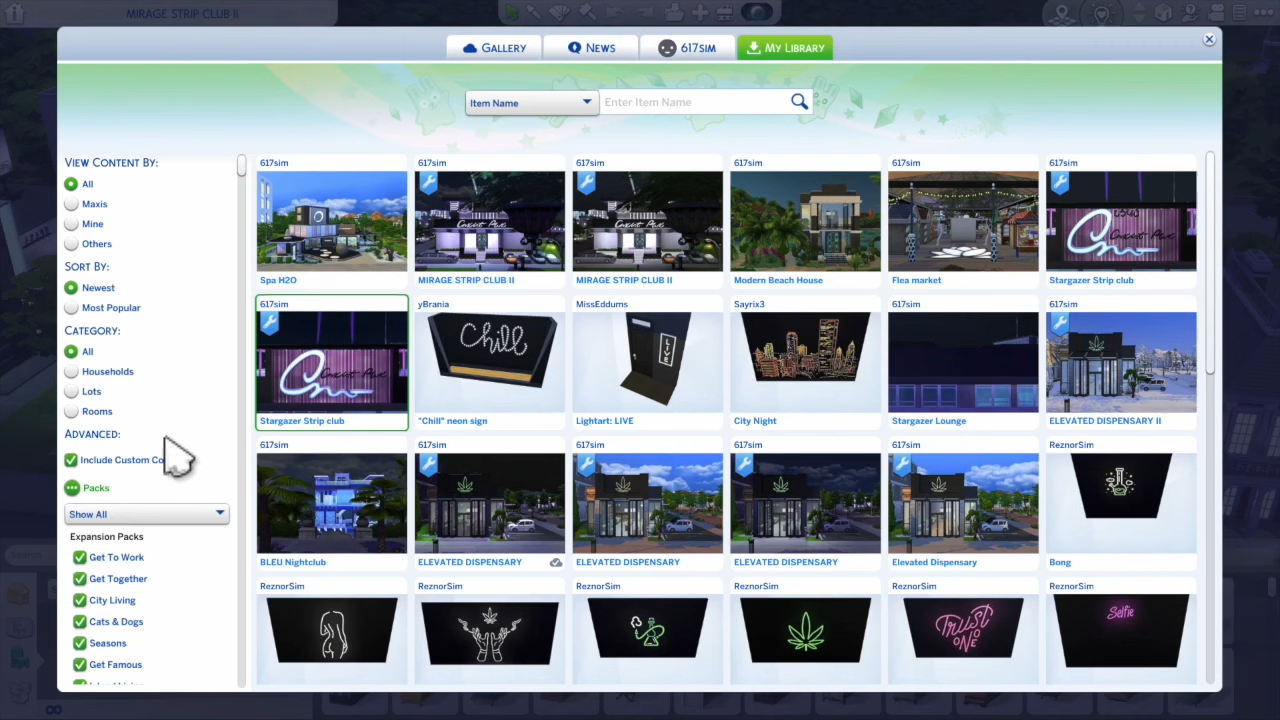 MIRAGE STRIP CLUB II
GALLERY
NEWS
617SIM
MY LIBRARY
Item Name
Enter Item Name
VIEW CONTENT BY:
All
Maxis
Mine
Others
SORT BY:
Newest
Most Popular
CATEGORY:
All
Households
Lots
Rooms
ADVANCED:
Include Custom Co
Packs
Show All
Expansion Packs
Get To Work
Get Together
City Living
Cats & Dogs
Seasons
Get Famous
617sim
Spa H2O
617sim
MIRAGE STRIP CLUB II
617sim
MIRAGE STRIP CLUB II
617sim
Modern Beach House
617sim
Flea market
617sim
Stargazer Strip club
617sim
Stargazer Strip club
yBrania
Chill
"Chill" neon sign
MissEddums
LIVE
Lightart: LIVE
Sayrix3
City Night
617sim
Stargazer Lounge
617sim
ELEVATED DISPENSARY II
617sim
BLEU Nightclub
617sim
ELEVATED DISPENSARY
617sim
ELEVATED DISPENSARY
617sim
ELEVATED DISPENSARY
617sim
Elevated Dispensary
ReznorSim
Bong
ReznorSim
ReznorSim
ReznorSim
ReznorSim
ReznorSim
TRUST
NO
ONE
ReznorSim
Selfie